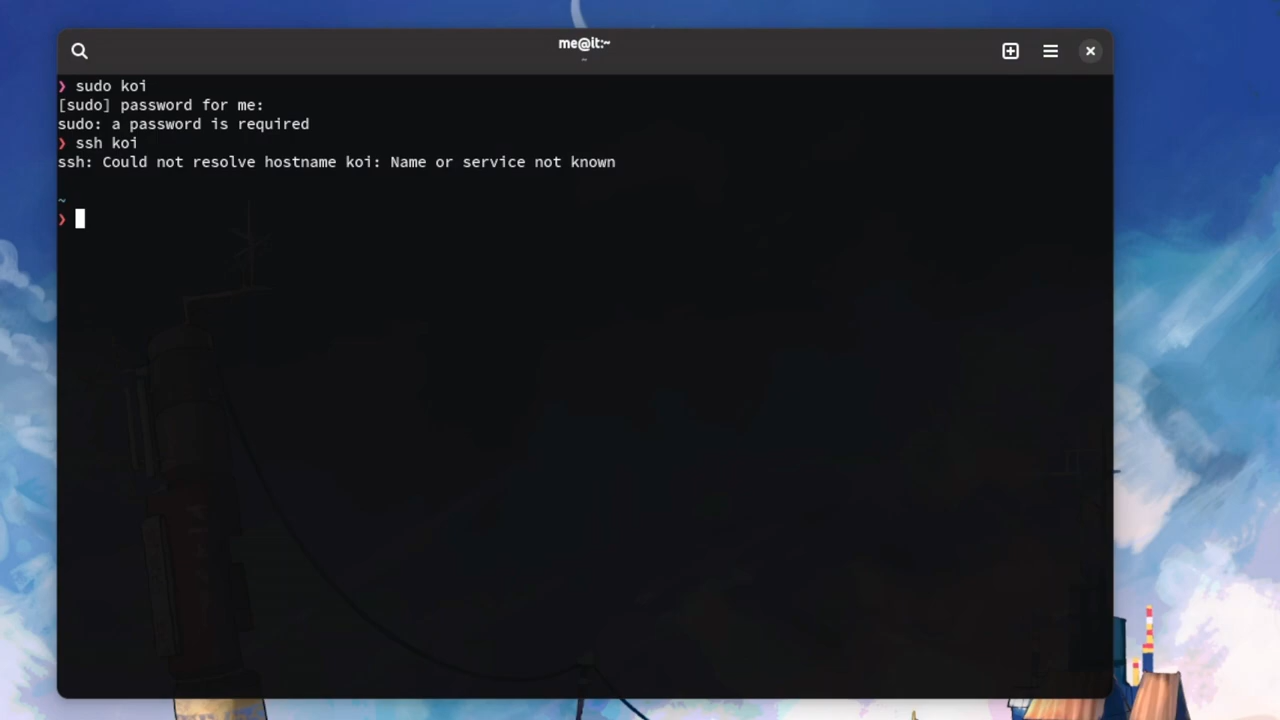 me@it:~
~
❯ sudo koi
[sudo] password for me:
sudo: a password is required
❯ ssh koi
ssh: Could not resolve hostname koi: Name or service not known
~
❯